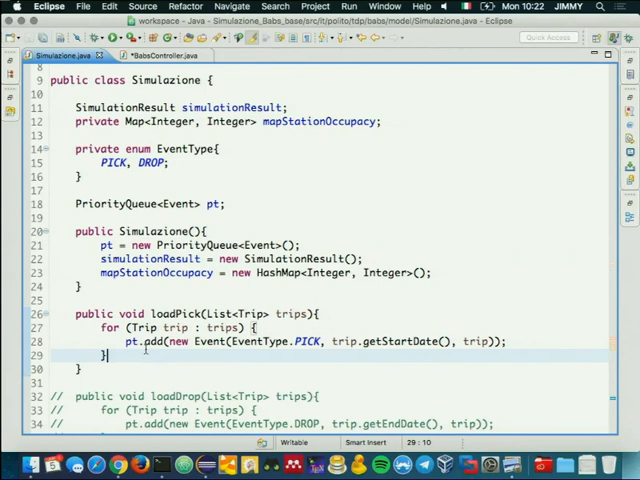 Eclipse File Edit Source Refactor Navigate Search Project Run Window Help Mon 10:22 JIMMY
workspace - Java - Simulazione_Babs_base/src/it/polito/tdp/babs/model/Simulazione.java - Eclipse
Quick Access
Simulazione.java *BabsController.java
8
9 public class Simulazione {
10
11 SimulationResult simulationResult;
12 private Map<Integer, Integer> mapStationOccupacy;
13
14 private enum EventType{
15 PICK, DROP;
16 }
17
18 PriorityQueue<Event> pt;
19
20 public Simulazione(){
21 pt = new PriorityQueue<Event>();
22 simulationResult = new SimulationResult();
23 mapStationOccupacy = new HashMap<Integer, Integer>();
24 }
25
26 public void loadPick(List<Trip> trips){
27 for (Trip trip : trips) {
28 pt.add(new Event(EventType.PICK, trip.getStartDate(), trip));
29 }
30 }
31
32 // public void loadDrop(List<Trip> trips){
33 // for (Trip trip : trips) {
34 // pt.add(new Event(EventType.DROP, trip.getEndDate(), trip));
Writable Smart Insert 29 : 10